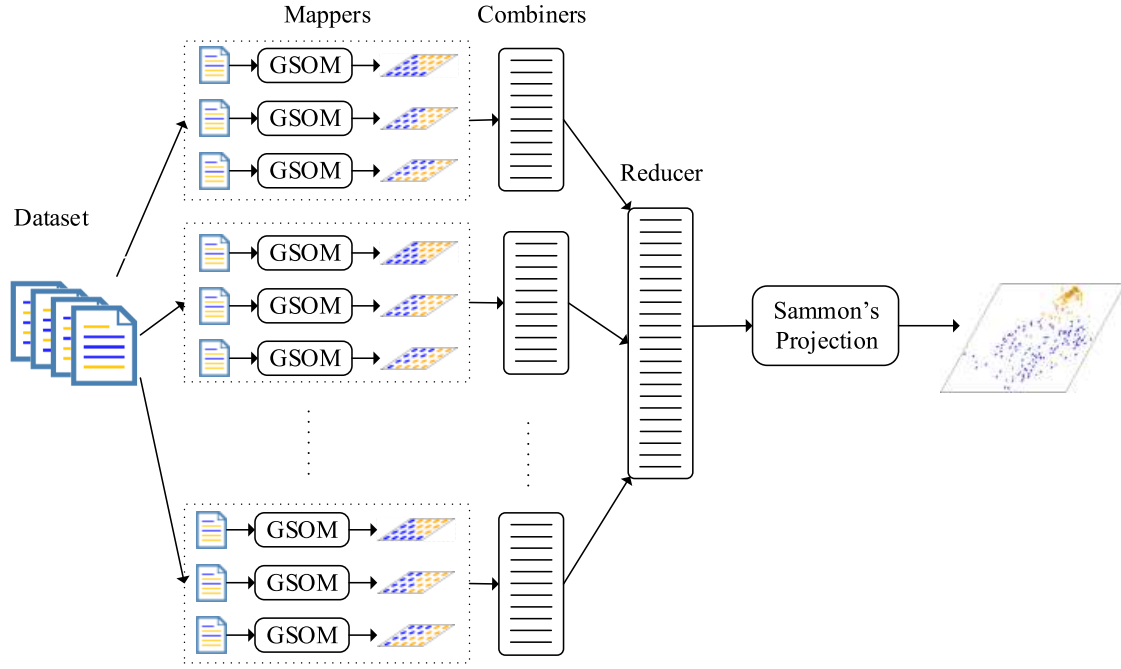 Mappers
Combiners
GSOM
GSOM
GSOM
Reducer
Dataset
GSOM
GSOM
GSOM
Sammon's
Projection
GSOM
GSOM
GSOM